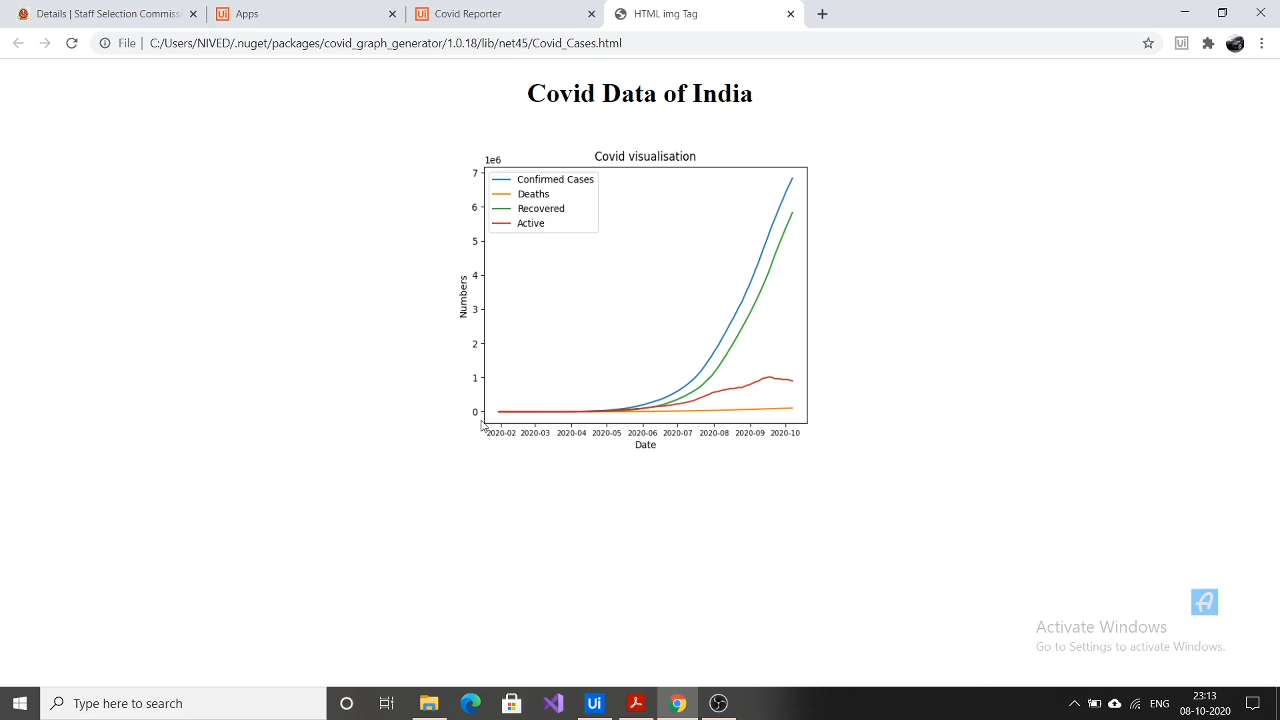 Details | Staff Selection Commiss
Ui Apps
Ui Covid Reporter
HTML img Tag
File | C:/Users/NIVED/.nuget/packages/covid_graph_generator/1.0.18/lib/net45/Covid_Cases.html
Ui
Covid Data of India
Covid visualisation
1e6
7
6
5
4
3
2
1
0
Confirmed Cases
Deaths
Recovered
Active
Numbers
2020-02 2020-03 2020-04 2020-05 2020-06 2020-07 2020-08 2020-09 2020-10
Date
Activate Windows
Go to Settings to activate Windows.
Type here to search
Ui
ENG
23:13
08-10-2020